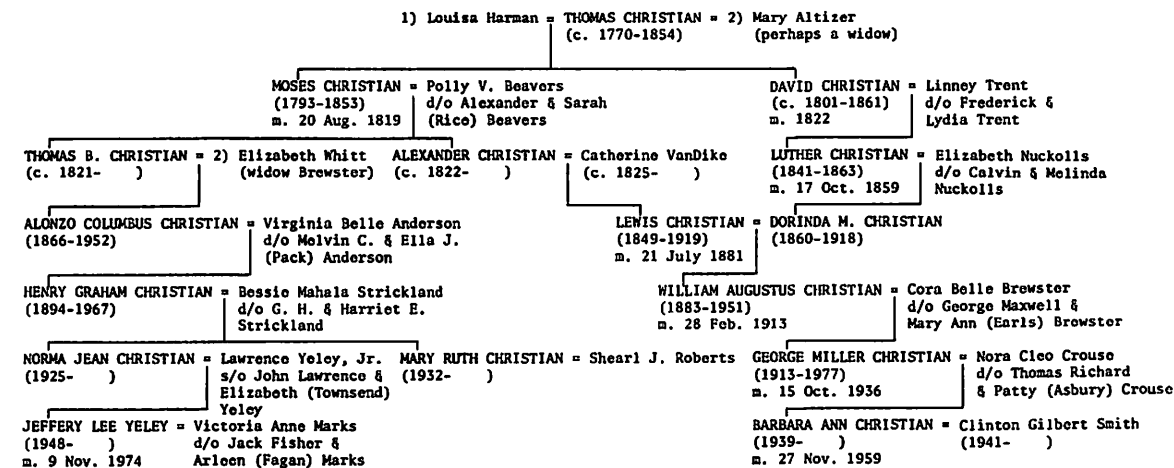 1) Louisa Harman = THOMAS CHRISTIAN = 2) Mary Altizer
(c. 1770-1854) (perhaps a widow)
MOSES CHRISTIAN = Polly V. Beavers
(1793-1853) d/o Alexander & Sarah
m. 20 Aug. 1819 (Rice) Beavers
DAVID CHRISTIAN = Linney Trent
(c. 1801-1861) d/o Frederick &
m. 1822 Lydia Trent
THOMAS B. CHRISTIAN = 2) Elizabeth Whitt
(c. 1821- ) (widow Brewster)
ALEXANDER CHRISTIAN = Catherine VanDike
(c. 1822- ) (c. 1825- )
LUTHER CHRISTIAN = Elizabeth Nuckolls
(1841-1863) d/o Calvin & Melinda
m. 17 Oct. 1859 Nuckolls
ALONZO COLUMBUS CHRISTIAN = Virginia Belle Anderson
(1866-1952) d/o Melvin C. & Ella J.
(Pack) Anderson
LEWIS CHRISTIAN = DORINDA M. CHRISTIAN
(1849-1919) (1860-1918)
m. 21 July 1881
HENRY GRAHAM CHRISTIAN = Bessie Mahala Strickland
(1894-1967) d/o G. H. & Harriet E.
Strickland
WILLIAM AUGUSTUS CHRISTIAN = Cora Belle Brewster
(1883-1951) d/o George Maxwell &
m. 28 Feb. 1913 Mary Ann (Earls) Brewster
NORMA JEAN CHRISTIAN = Lawrence Yeley, Jr.
(1925- ) s/o John Lawrence &
Elizabeth (Townsend)
Yeley
MARY RUTH CHRISTIAN = Shearl J. Roberts
(1932- )
GEORGE MILLER CHRISTIAN = Nora Cleo Crouse
(1913-1977) d/o Thomas Richard
m. 15 Oct. 1936 & Patty (Asbury) Crouse
JEFFERY LEE YELEY = Victoria Anne Marks
(1948- ) d/o Jack Fisher &
m. 9 Nov. 1974 Arleen (Fagan) Marks
BARBARA ANN CHRISTIAN = Clinton Gilbert Smith
(1939- ) (1941- )
m. 27 Nov. 1959